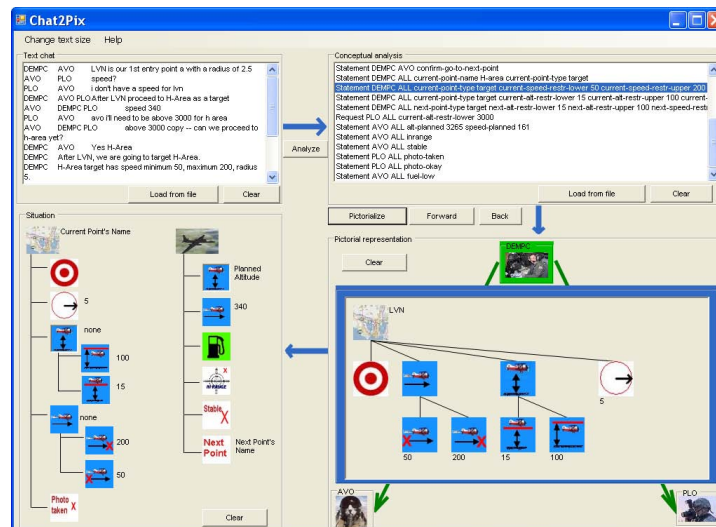 Chat2Pix
Change text size Help
Text chat
DEMPC AVO LVN is our 1st entry point a with a radius of 2.5
AVO PLO speed?
PLO AVO i don't have a speed for lvn
DEMPC AVO PLO After LVN proceed to H-Area as a target
AVO DEMPC PLO speed 340
PLO AVO avo i'll need to be above 3000 for h area
AVO DEMPC PLO above 3000 copy -- can we proceed to
h-area yet?
DEMPC AVO Yes H-Area
DEMPC After LVN, we are going to target H-Area.
DEMPC H-Area target has speed minimum 50, maximum 200, radius
5.
Load from file Clear
Analyze
Conceptual analysis
Statement DEMPC AVO confirm-go-to-next-point
Statement DEMPC ALL current-point-name H-area current-point-type target
Statement DEMPC ALL current-point-type target current-speed-restr-lower 50 current-speed-restr-upper 200
Statement DEMPC ALL current-point-type target current-alt-restr-lower 15 current-alt-restr-upper 100 current-
Statement DEMPC ALL next-point-type target next-alt-restr-lower 15 next-alt-restr-upper 100 next-speed-rest
Request PLO ALL current-alt-restr-lower 3000
Statement AVO ALL alt-planned 3265 speed-planned 161
Statement AVO ALL inrange
Statement AVO ALL stable
Statement PLO ALL photo-taken
Statement PLO ALL photo-okay
Statement AVO ALL fuel-low
Load from file Clear
Pictorialize Forward Back
Situation
Current Point's Name
5
none
100
15
none
200
50
Photo
taken X
Planned
Altitude
340
X
Stable
X
Next
Point
Next Point's
Name
Clear
Pictorial representation
Clear
DEMPC
LVN
5
50 200 15 100
AVO
PLO